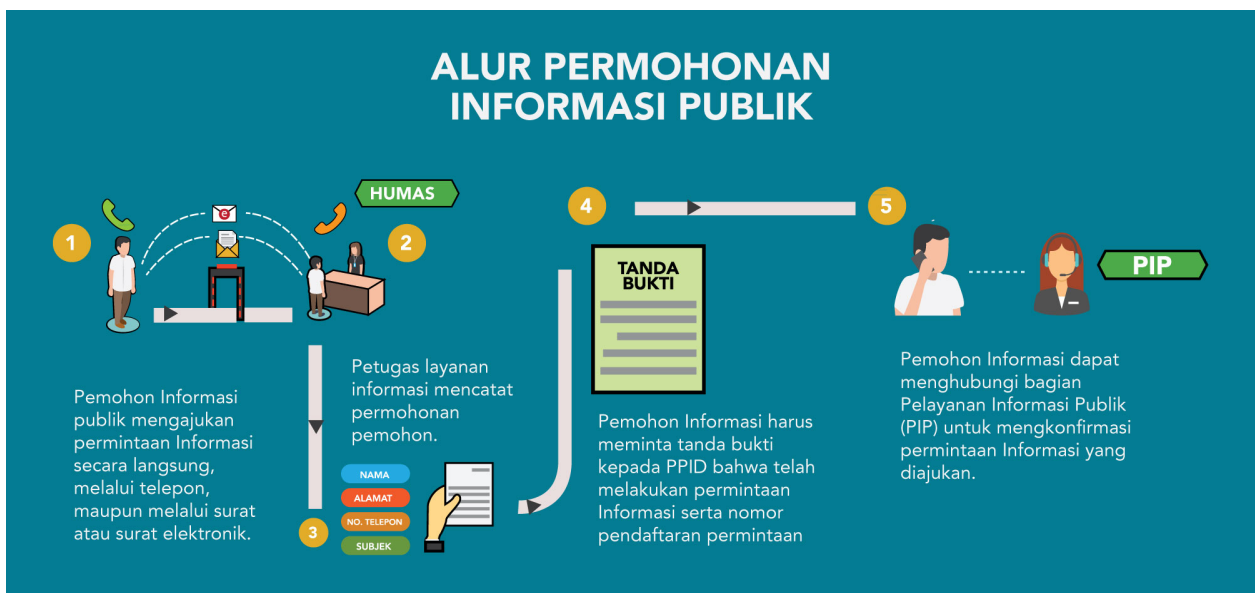 ALUR PERMOHONAN
INFORMASI PUBLIK
1
Pemohon Informasi
publik mengajukan
permintaan Informasi
secara langsung,
melalui telepon,
maupun melalui surat
atau surat elektronik.
e
HUMAS
2
Petugas layanan
informasi mencatat
permohonan
pemohon.
3
NAMA
ALAMAT
NO. TELEPON
SUBJEK
4
TANDA
BUKTI
Pemohon Informasi harus
meminta tanda bukti
kepada PPID bahwa telah
melakukan permintaan
Informasi serta nomor
pendaftaran permintaan
5
PIP
Pemohon Informasi dapat
menghubungi bagian
Pelayanan Informasi Publik
(PIP) untuk mengkonfirmasi
permintaan Informasi yang
diajukan.